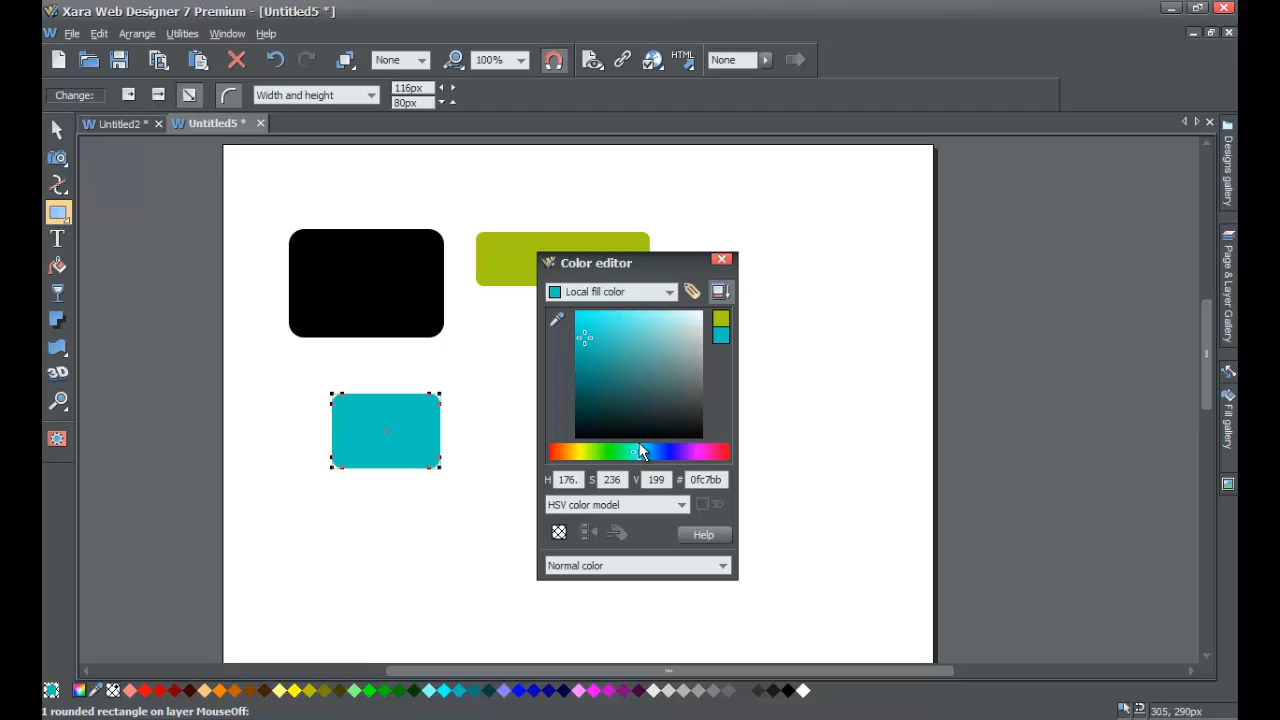 Xara Web Designer 7 Premium - [Untitled5 *]
File Edit Arrange Utilities Window Help
None 100% HTML None
Change: Width and height 116px
80px
Untitled2 * Untitled5 *
Designs gallery
Page & Layer Gallery
Fill gallery
T
3D
Color editor
Local fill color
H 176. S 236 V 199 # 0fc7bb
HSV color model 3D
Help
Normal color
1 rounded rectangle on layer MouseOff:
305, 290px